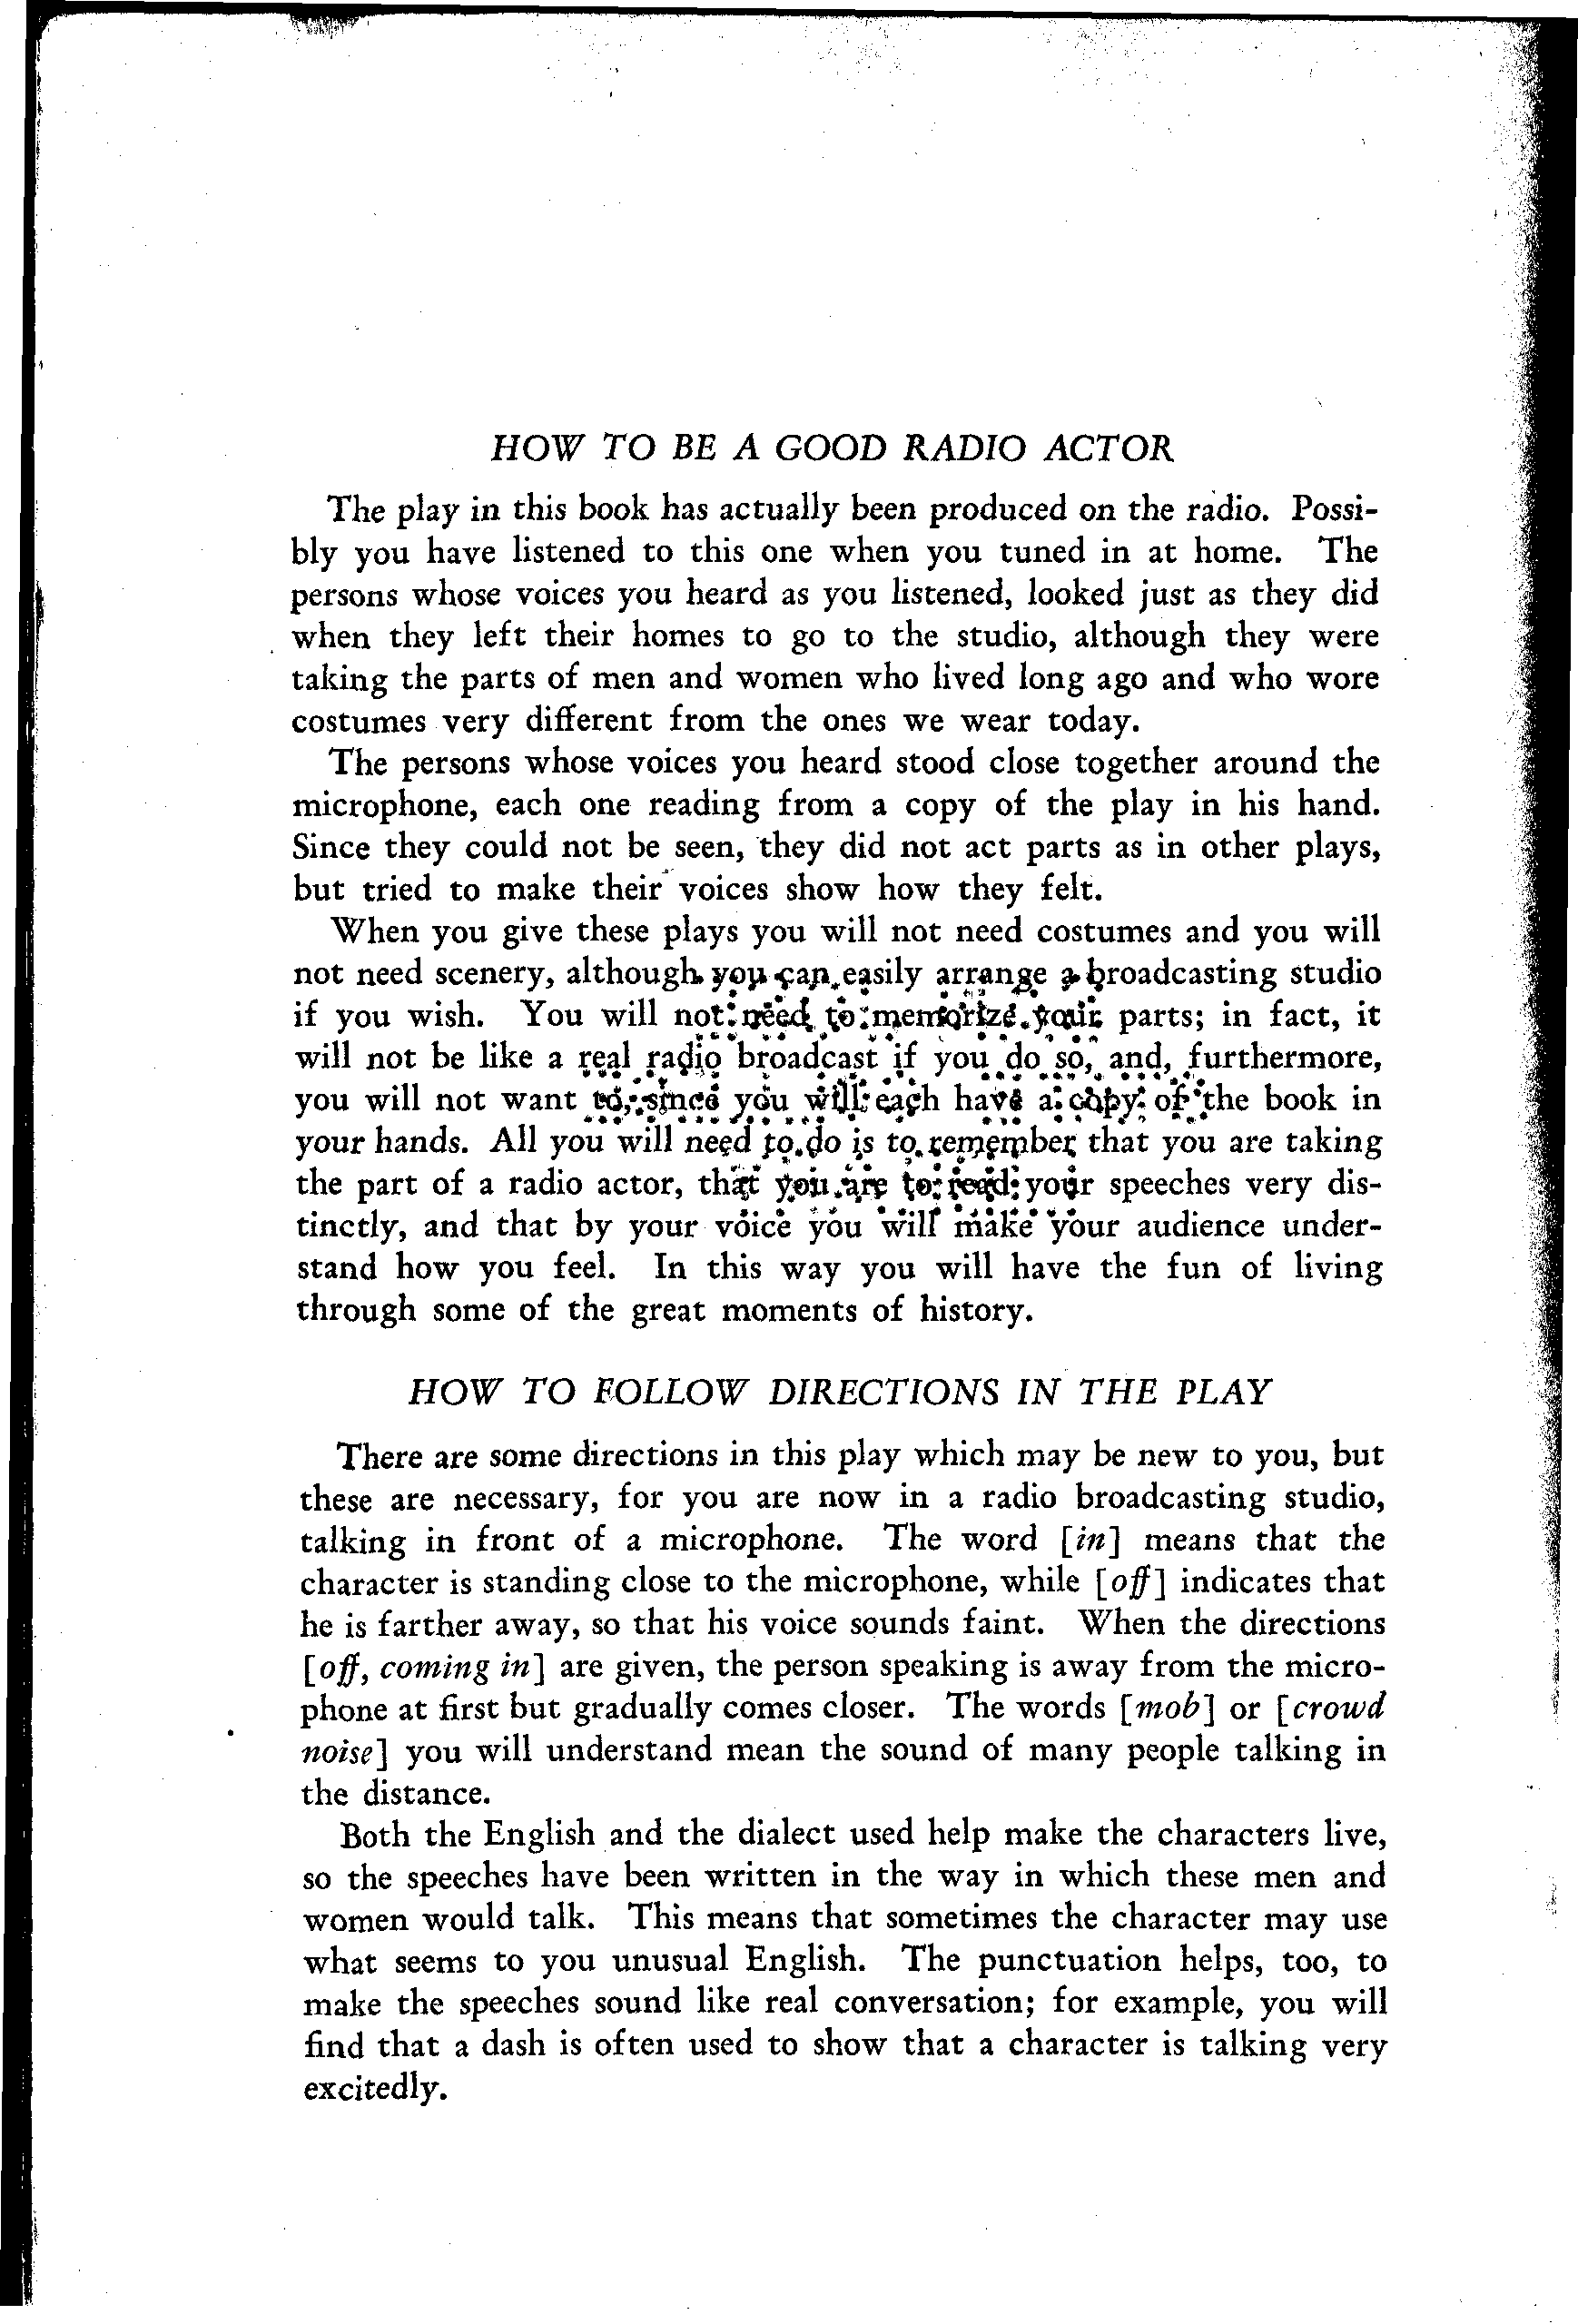 HOW TO BE A GOOD RADIO ACTOR
The play in this book has actually been produced on the radio. Possi-
bly you have listened to this one when you tuned in at home. The
persons whose voices you heard as you listened, looked just as they did
when they left their homes to go to the studio, although they were
taking the parts of men and women who lived long ago and who wore
costumes very different from the ones we wear today.
The persons whose voices you heard stood close together around the
microphone, each one reading from a copy of the play in his hand.
Since they could not be seen, they did not act parts as in other plays,
but tried to make their voices show how they felt.
When you give these plays you will not need costumes and you will
not need scenery, although you can easily arrange a broadcasting studio
if you wish. You will not need to memorize your parts; in fact, it
will not be like a real radio broadcast if you do so, and, furthermore,
you will not want to, since you will each have a copy of the book in
your hands. All you will need to do is to remember that you are taking
the part of a radio actor, that you are to read your speeches very dis-
tinctly, and that by your voice you will make your audience under-
stand how you feel. In this way you will have the fun of living
through some of the great moments of history.
HOW TO FOLLOW DIRECTIONS IN THE PLAY
There are some directions in this play which may be new to you, but
these are necessary, for you are now in a radio broadcasting studio,
talking in front of a microphone. The word [in] means that the
character is standing close to the microphone, while [off] indicates that
he is farther away, so that his voice sounds faint. When the directions
[off, coming in] are given, the person speaking is away from the micro-
phone at first but gradually comes closer. The words [mob] or [crowd
noise] you will understand mean the sound of many people talking in
the distance.
Both the English and the dialect used help make the characters live,
so the speeches have been written in the way in which these men and
women would talk. This means that sometimes the character may use
what seems to you unusual English. The punctuation helps, too, to
make the speeches sound like real conversation; for example, you will
find that a dash is often used to show that a character is talking very
excitedly.